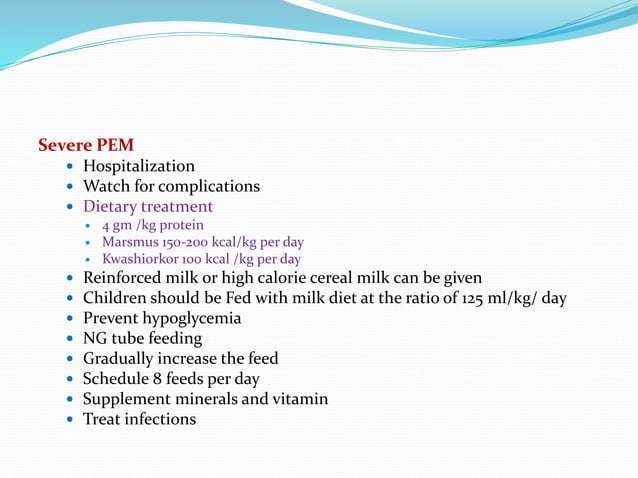 Severe PEM
• Hospitalization
• Watch for complications
• Dietary treatment
• 4 gm /kg protein
• Marsmus 150-200 kcal/kg per day
• Kwashiorkor 100 kcal /kg per day
• Reinforced milk or high calorie cereal milk can be given
• Children should be Fed with milk diet at the ratio of 125 ml/kg/ day
• Prevent hypoglycemia
• NG tube feeding
• Gradually increase the feed
• Schedule 8 feeds per day
• Supplement minerals and vitamin
• Treat infections